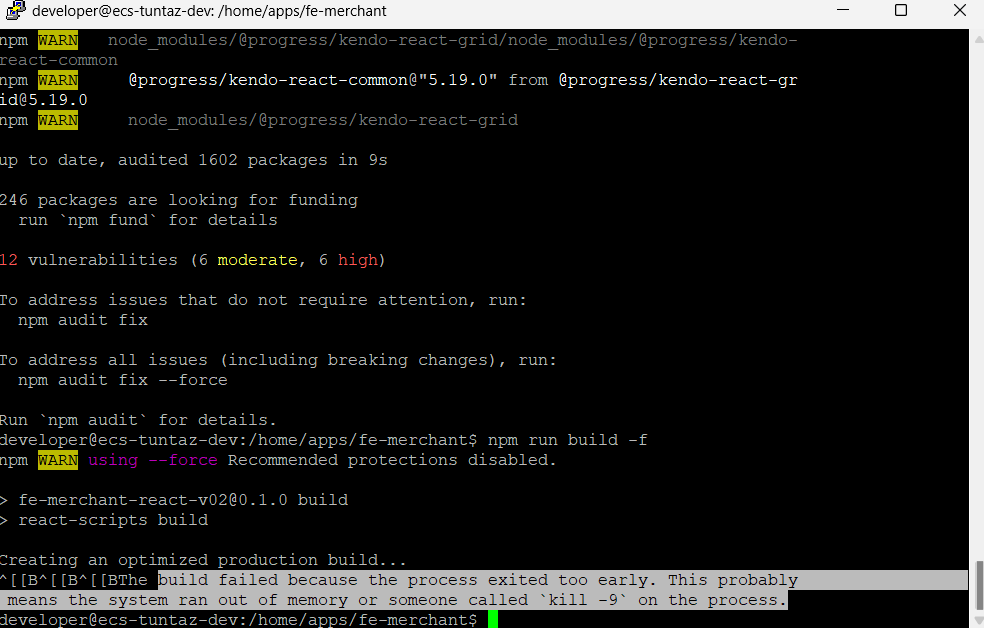 developer@ecs-tuntaz-dev: /home/apps/fe-merchant
npm WARN   node_modules/@progress/kendo-react-grid/node_modules/@progress/kendo-
react-common
npm WARN     @progress/kendo-react-common@"5.19.0" from @progress/kendo-react-gr
id@5.19.0
npm WARN     node_modules/@progress/kendo-react-grid
up to date, audited 1602 packages in 9s
246 packages are looking for funding
  run `npm fund` for details
12 vulnerabilities (6 moderate, 6 high)
To address issues that do not require attention, run:
  npm audit fix
To address all issues (including breaking changes), run:
  npm audit fix --force
Run `npm audit` for details.
developer@ecs-tuntaz-dev:/home/apps/fe-merchant$ npm run build -f
npm WARN using --force Recommended protections disabled.
> fe-merchant-react-v02@0.1.0 build
> react-scripts build
Creating an optimized production build...
^[[B^[[B^[[BThe build failed because the process exited too early. This probably
 means the system ran out of memory or someone called `kill -9` on the process.
developer@ecs-tuntaz-dev:/home/apps/fe-merchant$